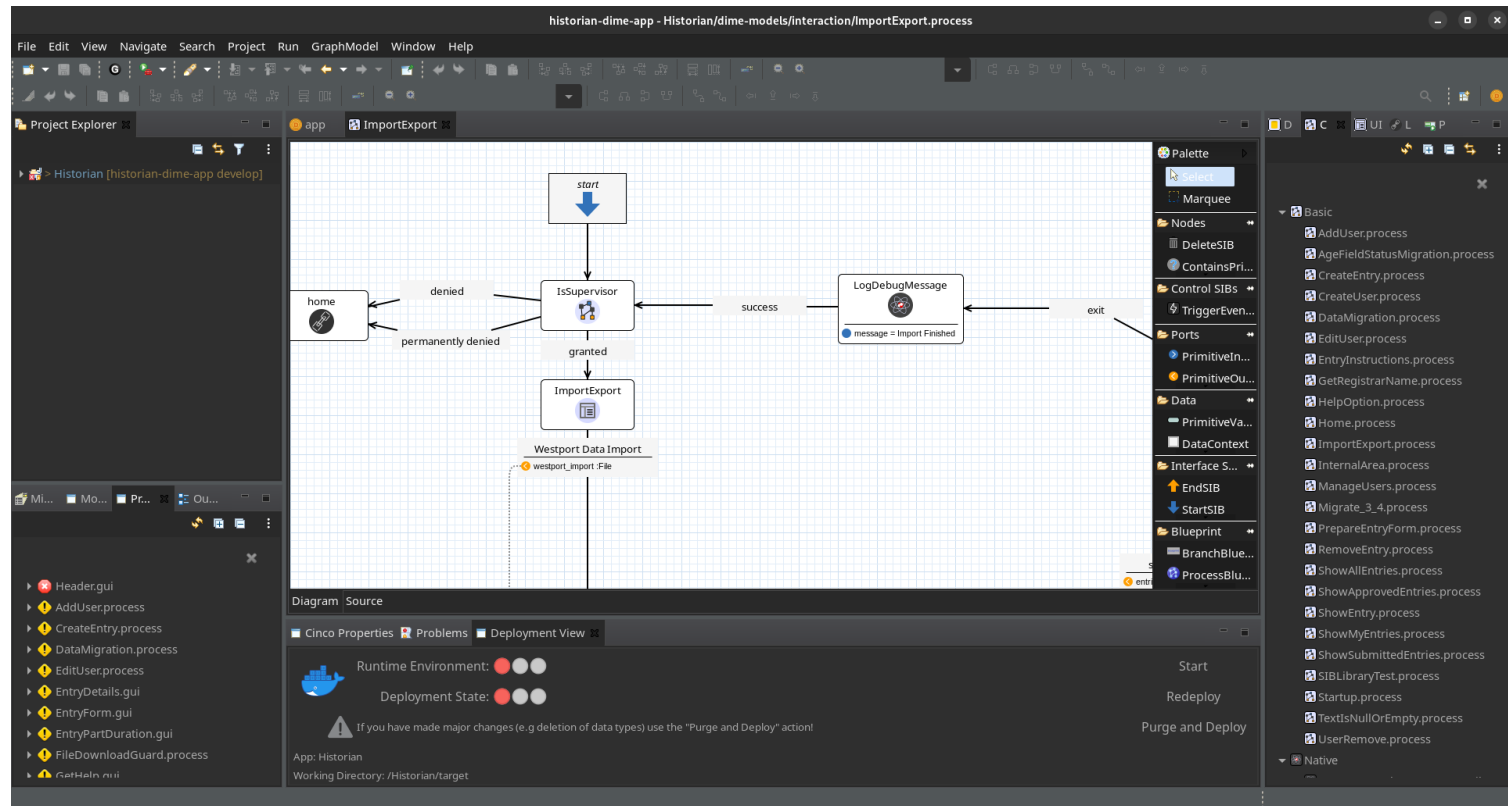 historian-dime-app - Historian/dime-models/interaction/ImportExport.process
File Edit View Navigate Search Project Run GraphModel Window Help
Project Explorer
> Historian [historian-dime-app develop]
Mi... Mo... Pr... Ou...
Header.gui
AddUser.process
CreateEntry.process
DataMigration.process
EditUser.process
EntryDetails.gui
EntryForm.gui
EntryPartDuration.gui
FileDownloadGuard.process
GetHelp.gui
app ImportExport
start
denied
home
permanently denied
IsSupervisor
granted
success
LogDebugMessage
message = Import Finished
exit
ImportExport
Westport Data Import
westport_import :File
s
entri
Palette
Select
Marquee
Nodes
DeleteSIB
ContainsPri...
Control SIBs
TriggerEven...
Ports
PrimitiveIn...
PrimitiveOu...
Data
PrimitiveVa...
DataContext
Interface S...
EndSIB
StartSIB
Blueprint
BranchBlue...
ProcessBlu...
Diagram Source
Cinco Properties Problems Deployment View
Runtime Environment:
Start
Deployment State:
Redeploy
If you have made major changes (e.g deletion of data types) use the "Purge and Deploy" action!
Purge and Deploy
App: Historian
Working Directory: /Historian/target
D C UI L P
Basic
AddUser.process
AgeFieldStatusMigration.process
CreateEntry.process
CreateUser.process
DataMigration.process
EditUser.process
EntryInstructions.process
GetRegistrarName.process
HelpOption.process
Home.process
ImportExport.process
InternalArea.process
ManageUsers.process
Migrate_3_4.process
PrepareEntryForm.process
RemoveEntry.process
ShowAllEntries.process
ShowApprovedEntries.process
ShowEntry.process
ShowMyEntries.process
ShowSubmittedEntries.process
SIBLibraryTest.process
Startup.process
TextIsNullOrEmpty.process
UserRemove.process
Native